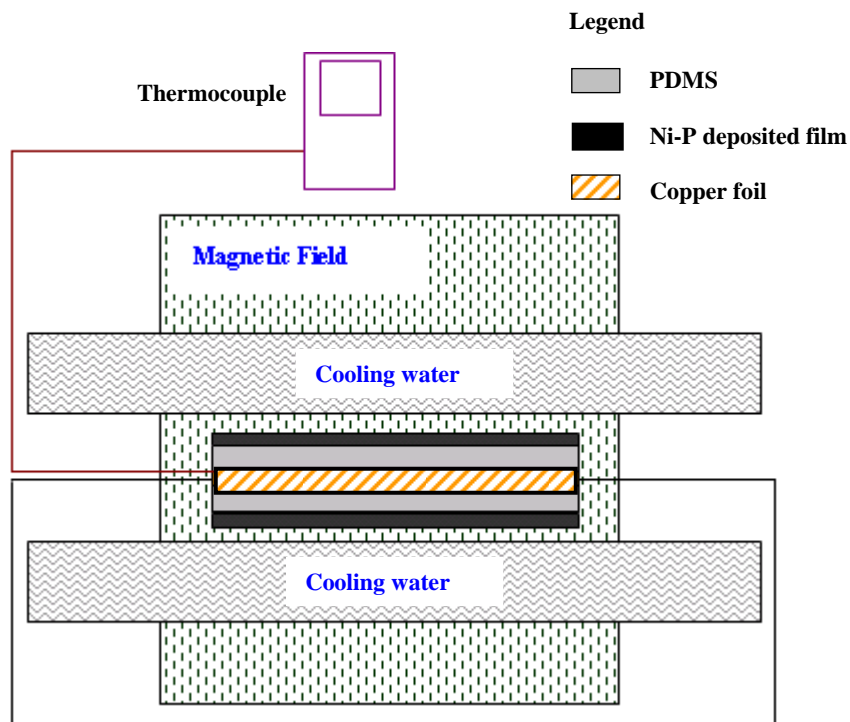 Legend
Thermocouple
PDMS
Ni-P deposited film
Copper foil
Magnetic Field
Cooling water
Cooling water